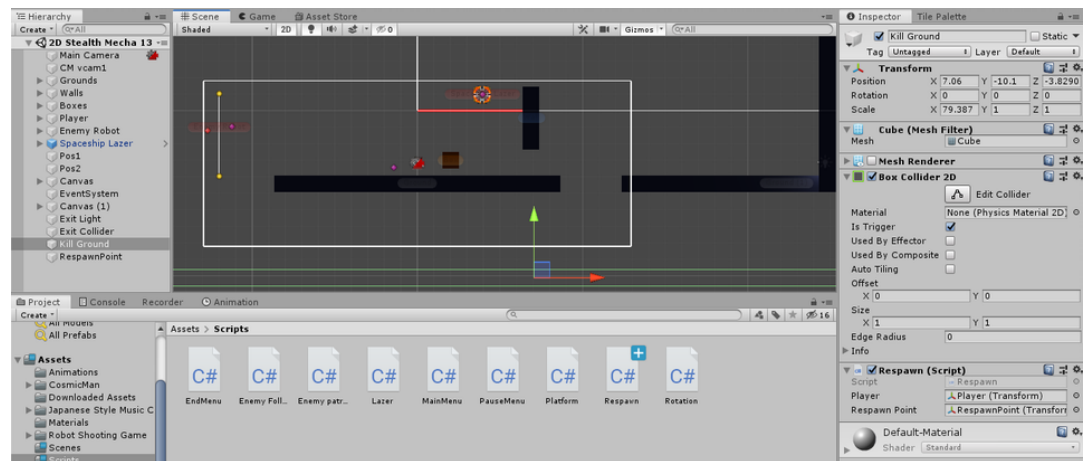 Hierarchy
Create
All
2D Stealth Mecha 13
Main Camera
CM vcam1
Grounds
Walls
Boxes
Player
Enemy Robot
Spaceship Lazer
Pos1
Pos2
Canvas
EventSystem
Canvas (1)
Exit Light
Exit Collider
Kill Ground
RespawnPoint
Scene Game Asset Store
Shaded 2D 0 Gizmos All
Project Console Recorder Animation
Create 16
All Models
All Prefabs
Assets
Animations
CosmicMan
Downloaded Assets
Japanese Style Music C
Materials
Robot Shooting Game
Scenes
Scripts
Assets > Scripts
C# C# C# C# C# C# C# C# C#
EndMenu Enemy Foll... Enemy patr... Lazer MainMenu PauseMenu Platform Respawn Rotation
Inspector Tile Palette
Kill Ground Static
Tag Untagged Layer Default
Transform
Position X 7.06 Y -10.1 Z -3.8290
Rotation X 0 Y 0 Z 0
Scale X 79.387 Y 1 Z 1
Cube (Mesh Filter)
Mesh Cube
Mesh Renderer
Box Collider 2D
Edit Collider
Material None (Physics Material 2D)
Is Trigger
Used By Effector
Used By Composite
Auto Tiling
Offset
X 0 Y 0
Size
X 1 Y 1
Edge Radius 0
Info
Respawn (Script)
Script Respawn
Player Player (Transform)
Respawn Point RespawnPoint (Transform
Default-Material
Shader Standard